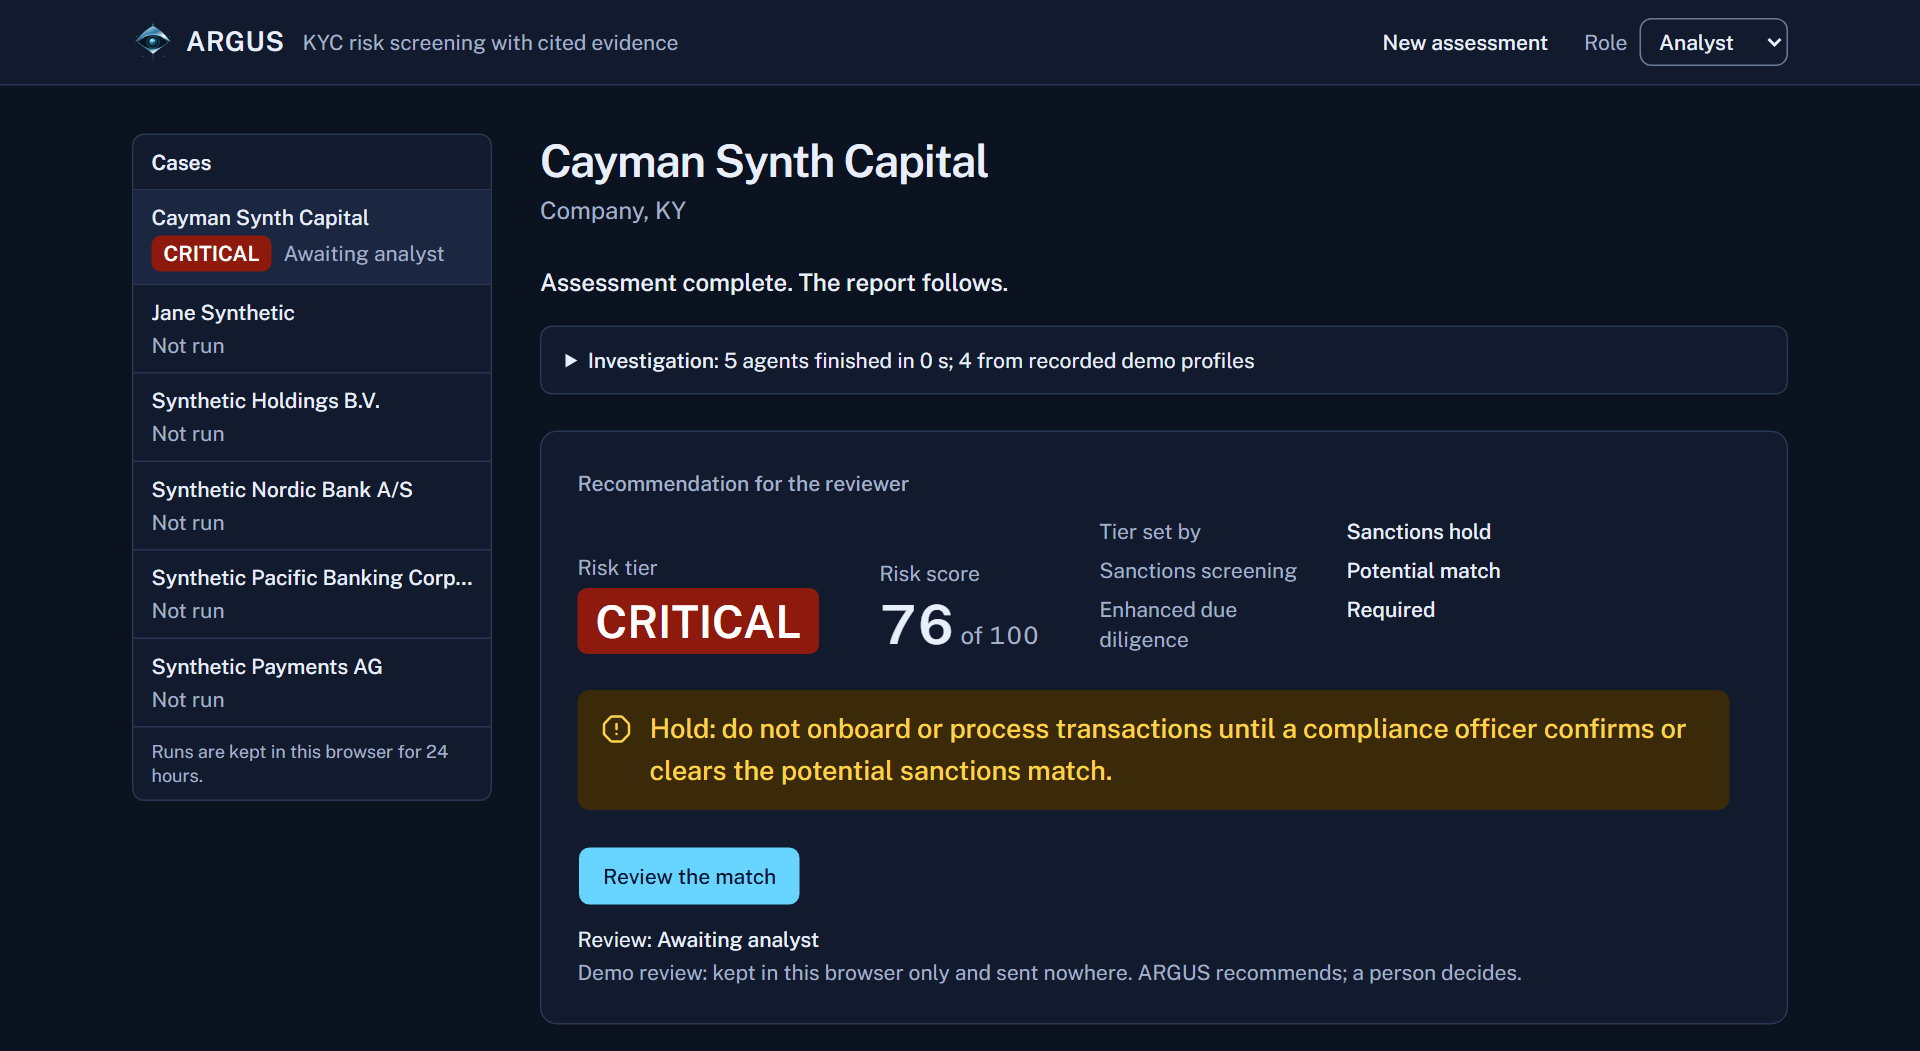 ARGUS
KYC risk screening with cited evidence
New assessment
Role
Analyst
Cases
Cayman Synth Capital
CRITICAL
Awaiting analyst
Jane Synthetic
Not run
Synthetic Holdings B.V.
Not run
Synthetic Nordic Bank A/S
Not run
Synthetic Pacific Banking Corp...
Not run
Synthetic Payments AG
Not run
Runs are kept in this browser for 24
hours.
Cayman Synth Capital
Company, KY
Assessment complete. The report follows.
Investigation: 5 agents finished in 0 s; 4 from recorded demo profiles
Recommendation for the reviewer
Risk tier
CRITICAL
Risk score
76 of 100
Tier set by
Sanctions hold
Sanctions screening
Potential match
Enhanced due
diligence
Required
Hold: do not onboard or process transactions until a compliance officer confirms or
clears the potential sanctions match.
Review the match
Review: Awaiting analyst
Demo review: kept in this browser only and sent nowhere. ARGUS recommends; a person decides.